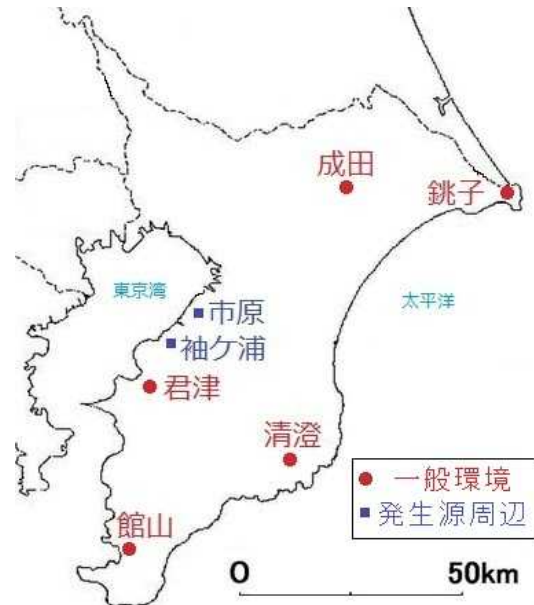 成田
銚子
東京湾
太平洋
市原
袖ケ浦
君津
清澄
一般環境
発生源周辺
館山
0 50km